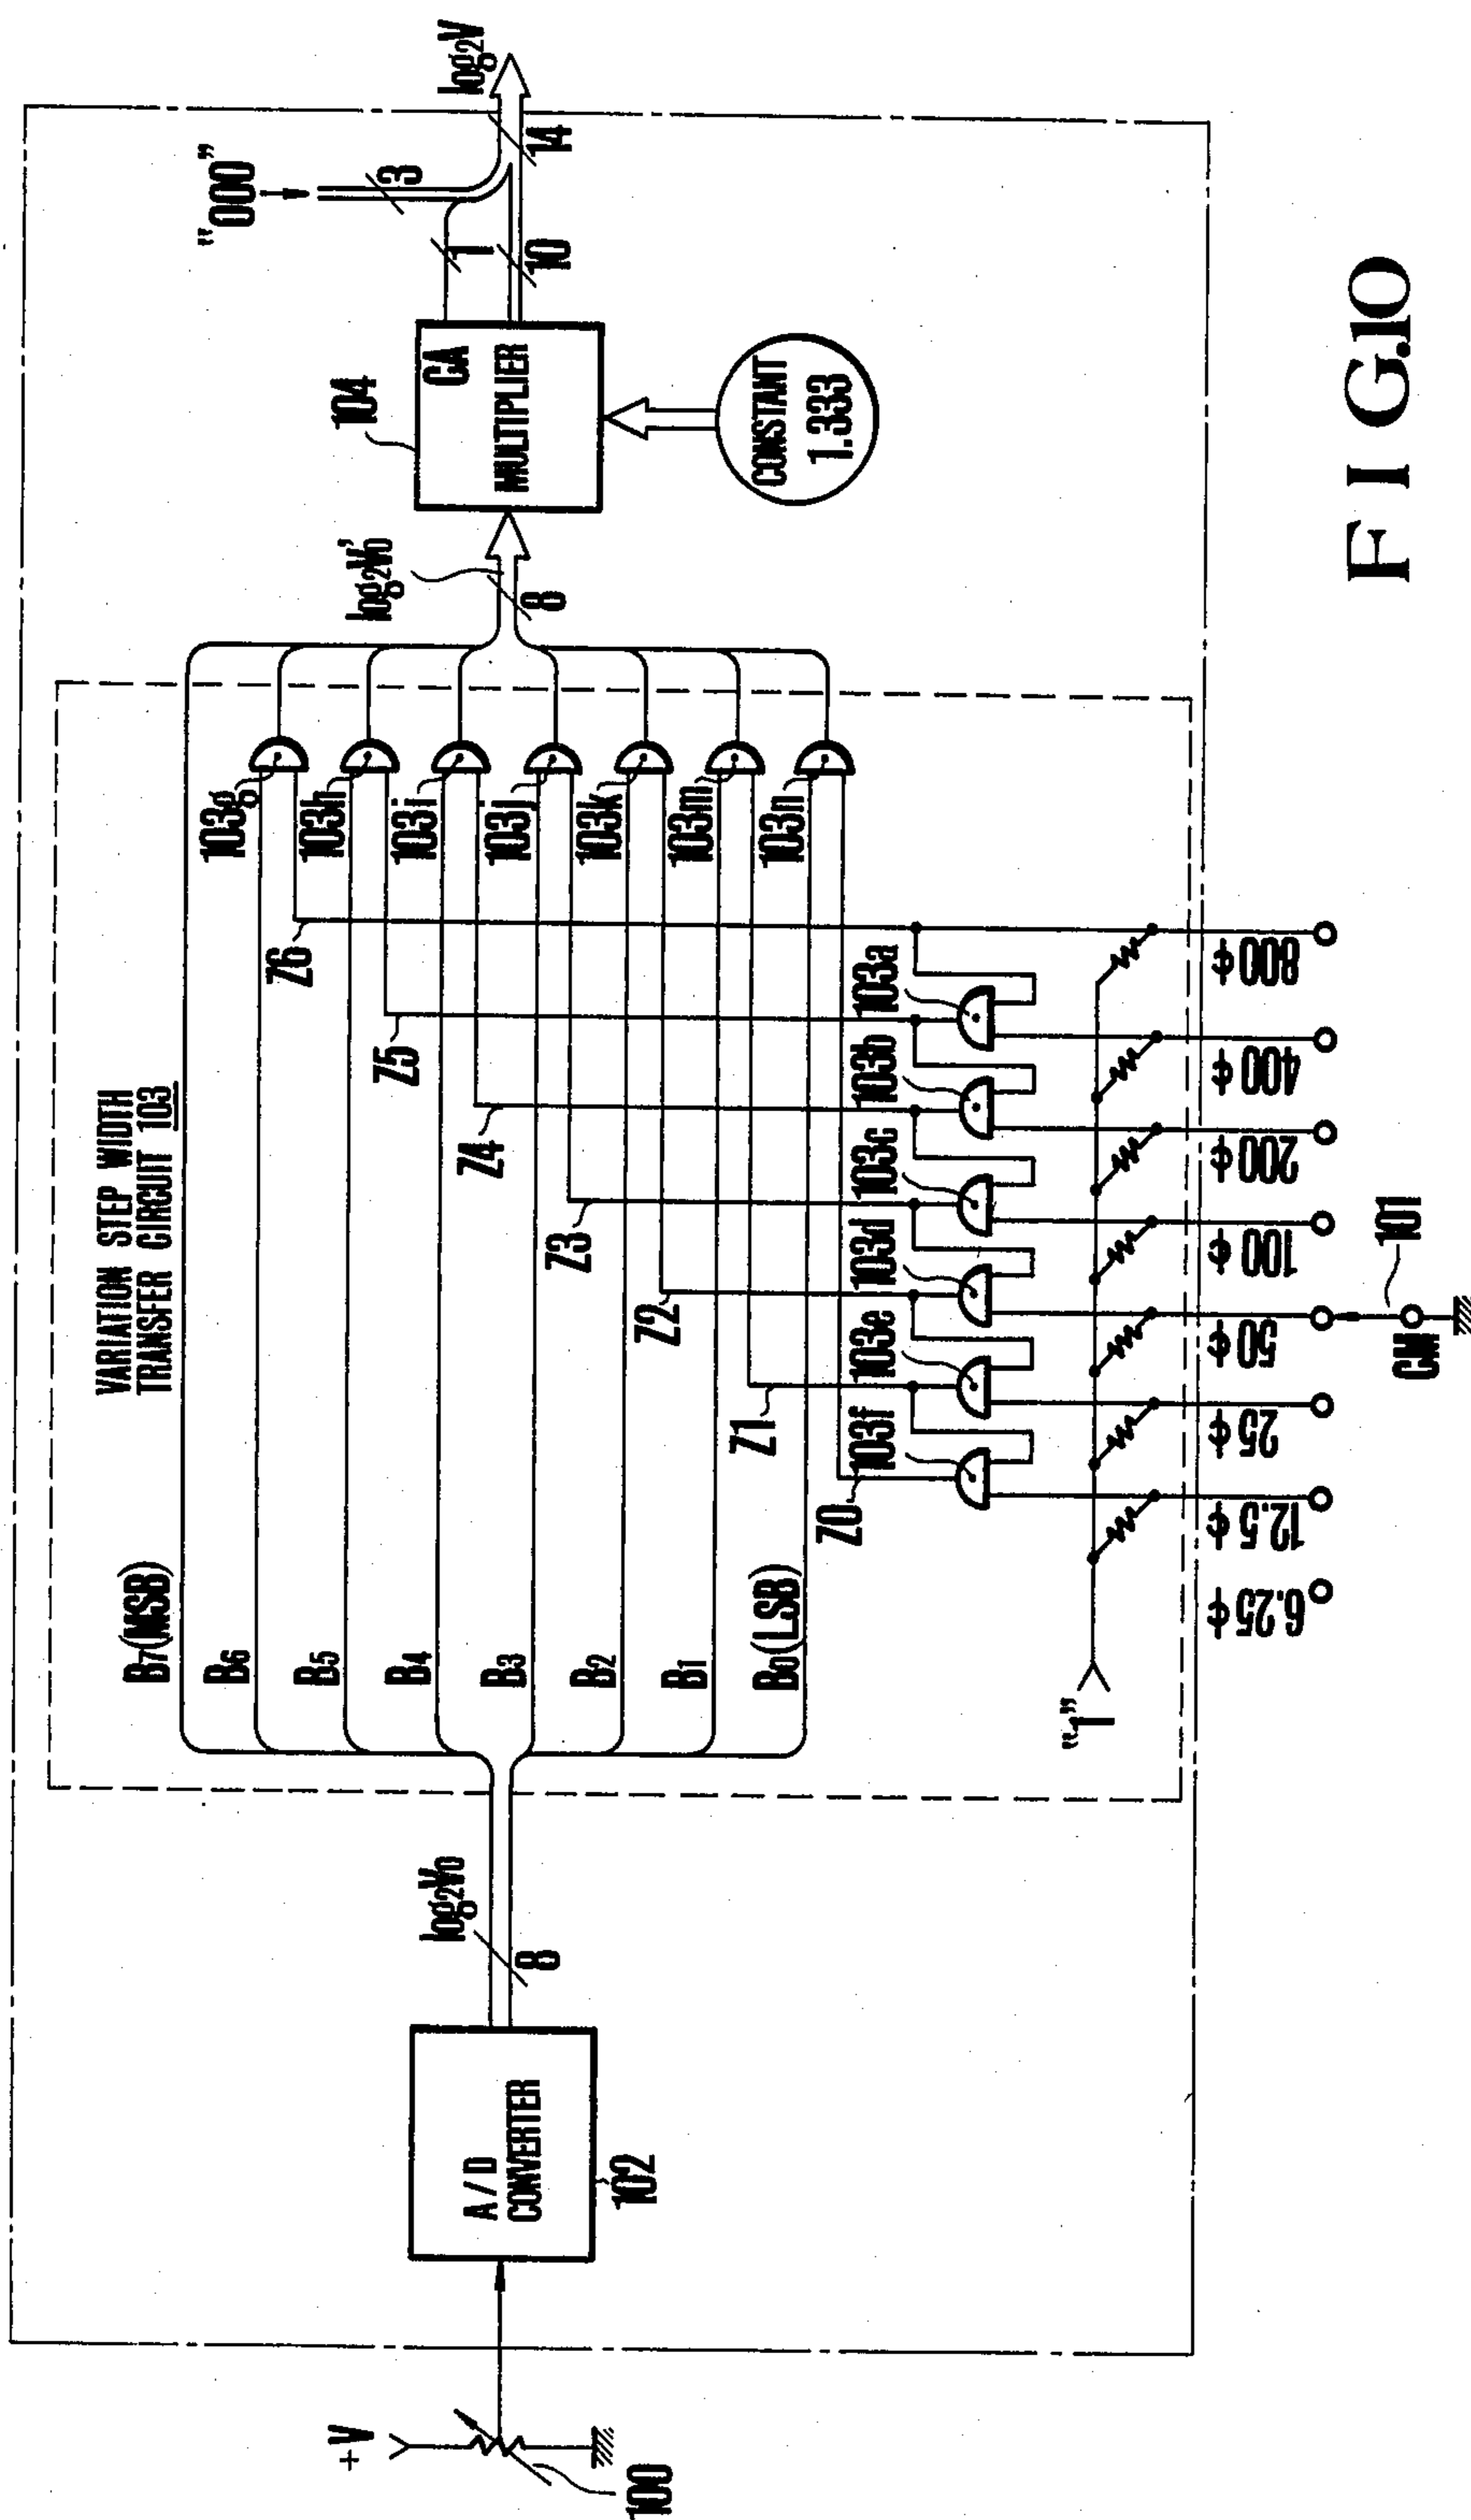 +V
100
A/D
CONVERTER
102
log2V0
8
VARIATION STEP WIDTH
TRANSFER CIRCUIT 103
B7(MSB)
B6
B5
B4
B3
B2
B1
B0(LSB)
Z6
Z5
Z4
Z3
Z2
Z1
Z0
103g
103h
103i
103j
103k
103m
103n
103a
103b
103c
103d
103e
103f
"1"
6.25¢
12.5¢
25¢
50¢
100¢
200¢
400¢
800¢
CM
101
log2V0'
8
104
CA
MULTIPLIER
CONSTANT
1.333
1
10
"000"
3
14
log2V
FIG.10